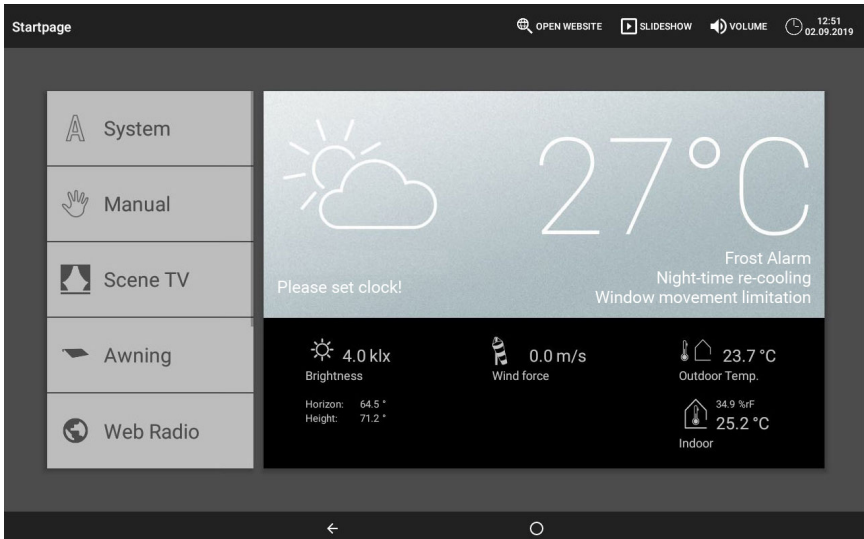 Startpage
OPEN WEBSITE
SLIDESHOW
VOLUME
12:51
02.09.2019
System
Manual
Scene TV
Awning
Web Radio
27°C
Please set clock!
Frost Alarm
Night-time re-cooling
Window movement limitation
4.0 klx
Brightness
Horizon: 64.5 °
Height: 71.2 °
0.0 m/s
Wind force
23.7 °C
Outdoor Temp.
34.9 %rF
25.2 °C
Indoor